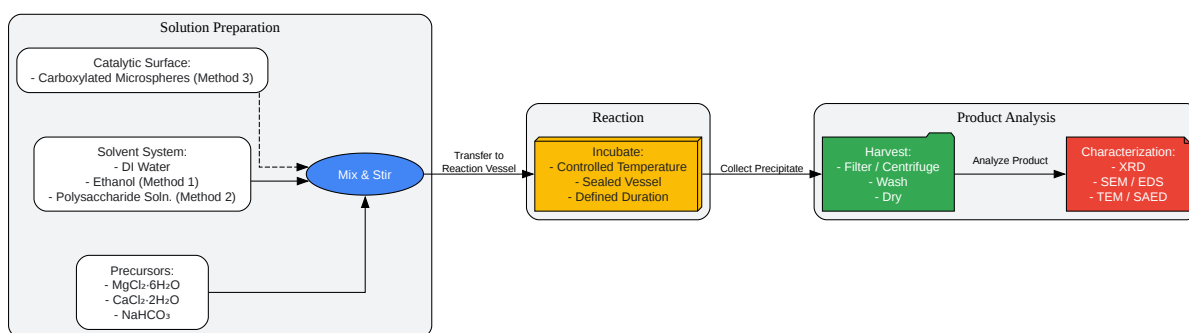 Solution Preparation
Catalytic Surface:
- Carboxylated Microspheres (Method 3)
Solvent System:
- DI Water
- Ethanol (Method 1)
- Polysaccharide Soln. (Method 2)
Precursors:
- MgCl₂·6H₂O
- CaCl₂·2H₂O
- NaHCO₃
Mix & Stir
Transfer to
Reaction Vessel
Reaction
Incubate:
- Controlled Temperature
- Sealed Vessel
- Defined Duration
Collect Precipitate
Product Analysis
Harvest:
- Filter / Centrifuge
- Wash
- Dry
Analyze Product
Characterization:
- XRD
- SEM / EDS
- TEM / SAED